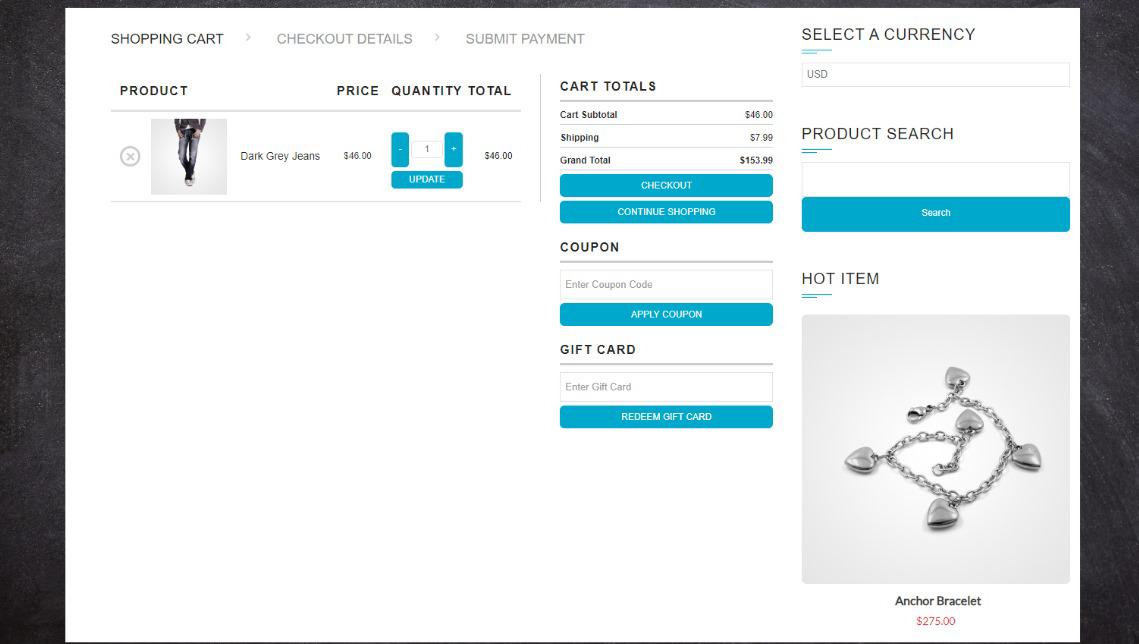 SHOPPING CART > CHECKOUT DETAILS > SUBMIT PAYMENT
PRODUCT PRICE QUANTITY TOTAL
Dark Grey Jeans $46.00 - 1 + $46.00
UPDATE
CART TOTALS
Cart Subtotal $46.00
Shipping $7.99
Grand Total $153.99
CHECKOUT
CONTINUE SHOPPING
COUPON
Enter Coupon Code
APPLY COUPON
GIFT CARD
Enter Gift Card
REDEEM GIFT CARD
SELECT A CURRENCY
USD
PRODUCT SEARCH
Search
HOT ITEM
Anchor Bracelet
$275.00